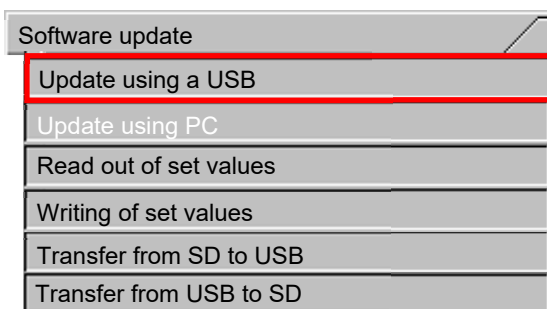 Software update
Update using a USB
Update using PC
Read out of set values
Writing of set values
Transfer from SD to USB
Transfer from USB to SD